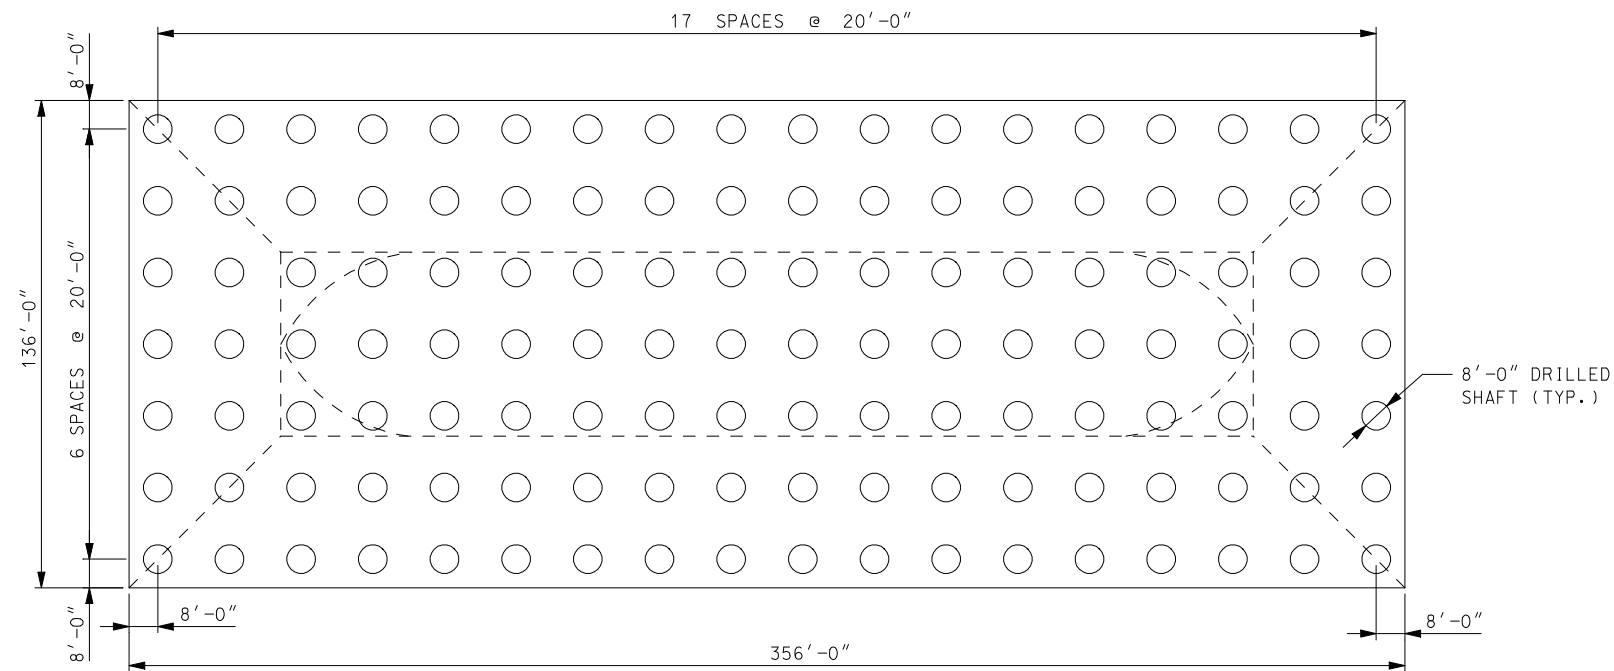 17 SPACES @ 20'-0"
8'-0"
136'-0"
6 SPACES @ 20'-0"
8'-0" DRILLED
SHAFT (TYP.)
8'-0"
8'-0"
8'-0"
356'-0"